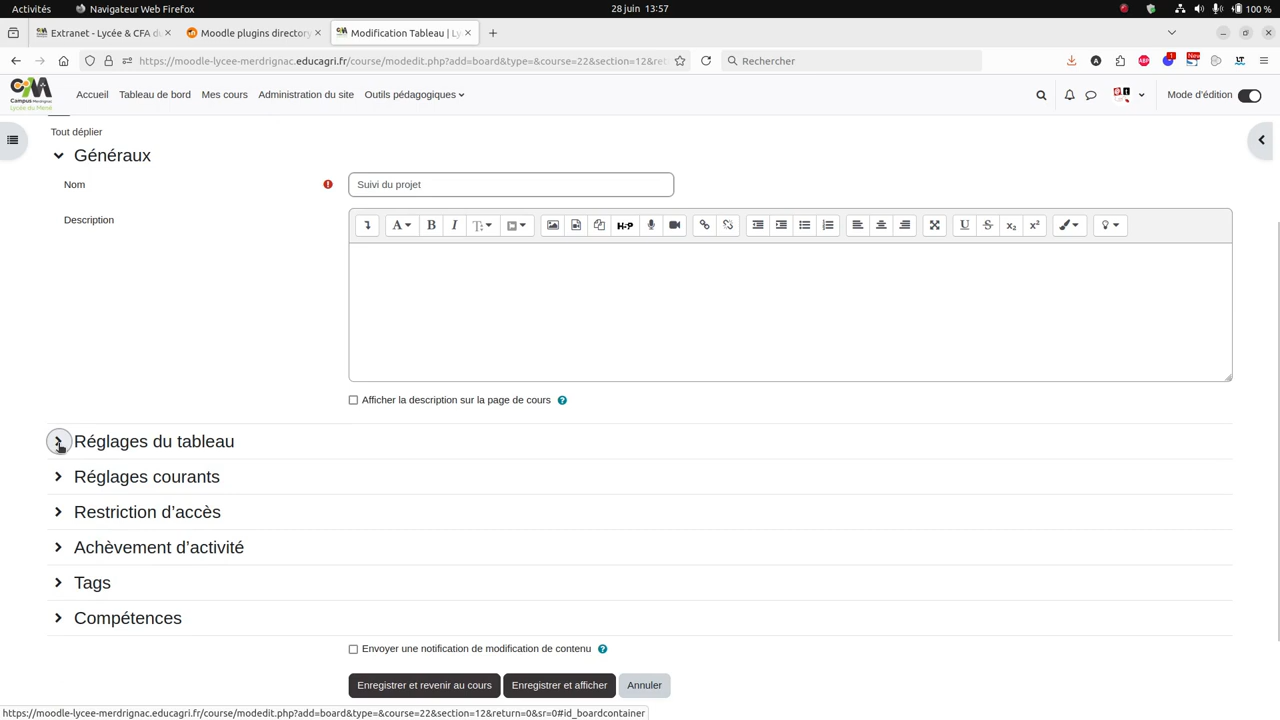 Activités
Navigateur Web Firefox
28 juin 13:57
100 %
Extranet - Lycée & CFA d
Moodle plugins directory
Modification Tableau | Ly
https://moodle-lycee-merdrignac.educagri.fr/course/modedit.php?add=board&type=&course=22&section=12&ret
Rechercher
Campus
Merdrignac
Lycée du Mené
Accueil
Tableau de bord
Mes cours
Administration du site
Outils pédagogiques
Mode d'édition
Tout déplier
Généraux
Nom
Suivi du projet
Description
Afficher la description sur la page de cours
Réglages du tableau
Réglages courants
Restriction d'accès
Achèvement d'activité
Tags
Compétences
Envoyer une notification de modification de contenu
Enregistrer et revenir au cours
Enregistrer et afficher
Annuler
https://moodle-lycee-merdrignac.educagri.fr/course/modedit.php?add=board&type=&course=22&section=12&return=0&sr=0#id_boardcontainer